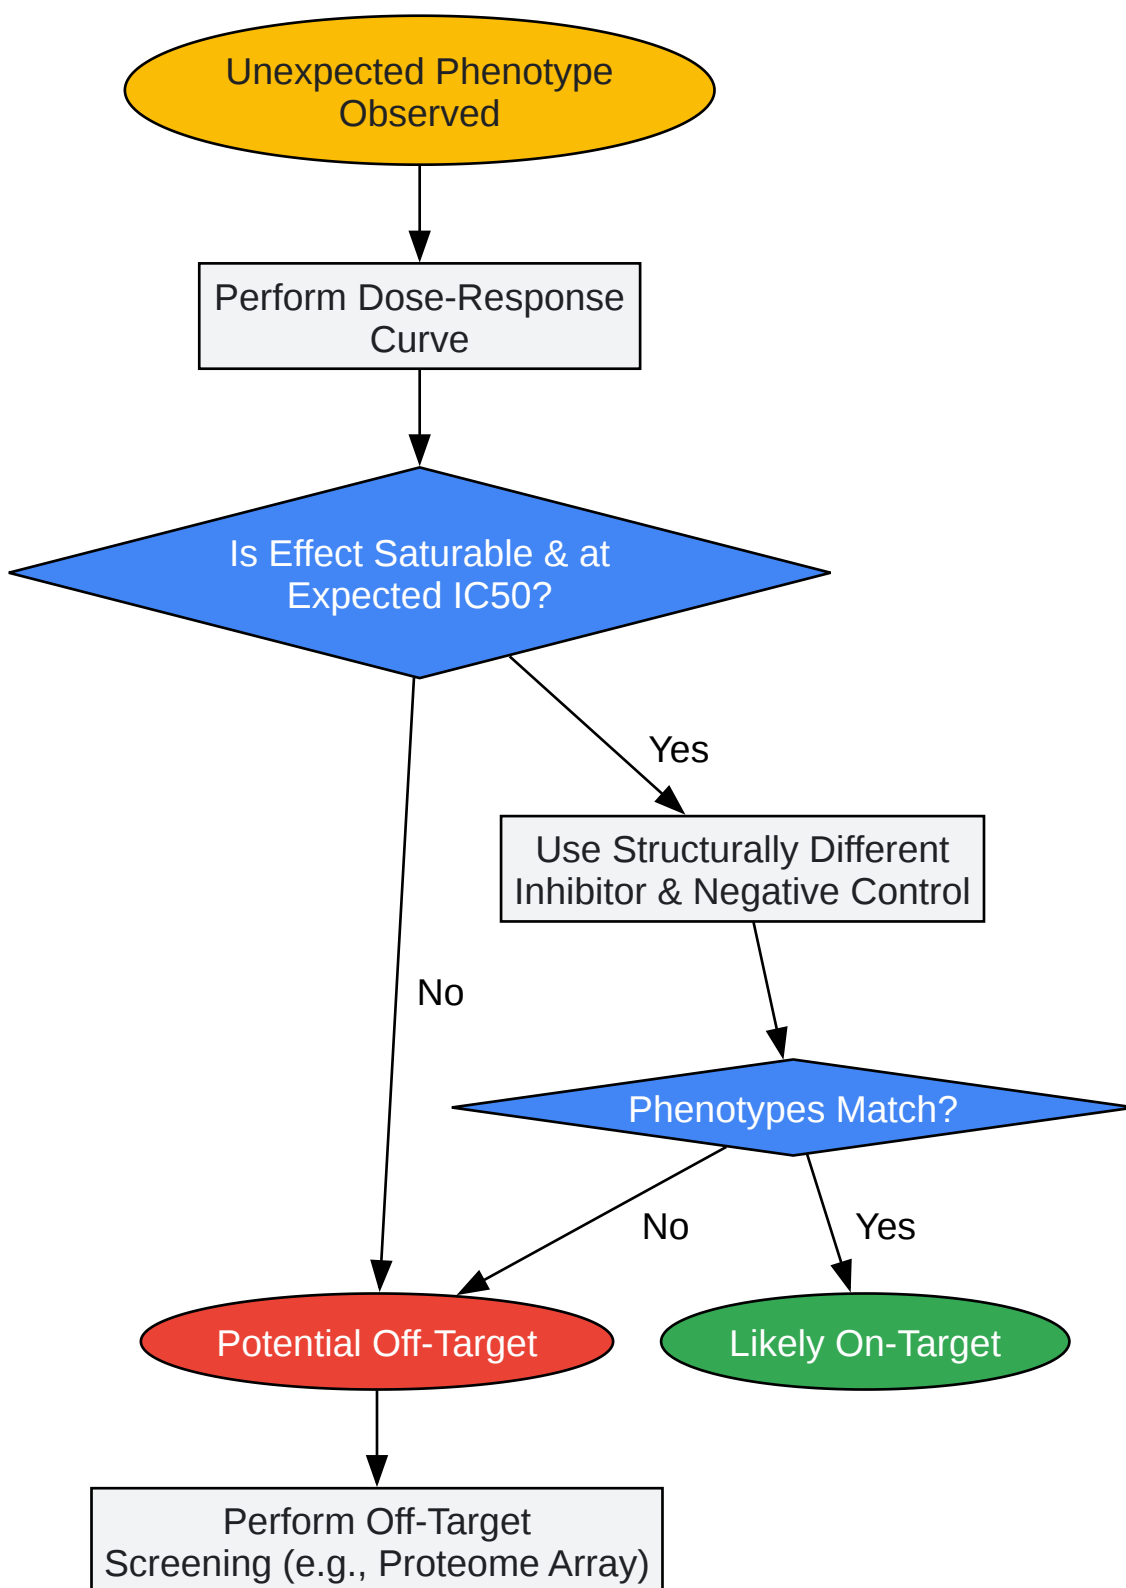 Unexpected Phenotype
Observed
Perform Dose-Response
Curve
Is Effect Saturable & at
Expected IC50?
Yes
Use Structurally Different
Inhibitor & Negative Control
No
Phenotypes Match?
No
Yes
Potential Off-Target
Likely On-Target
Perform Off-Target
Screening (e.g., Proteome Array)